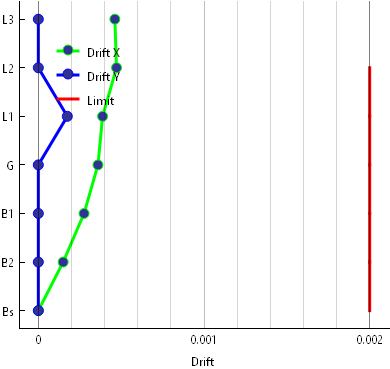 L3
Drift X
L2
Drift Y
Limit
L1
G
B1
B2
Bs
0
0.001
0.002
Drift